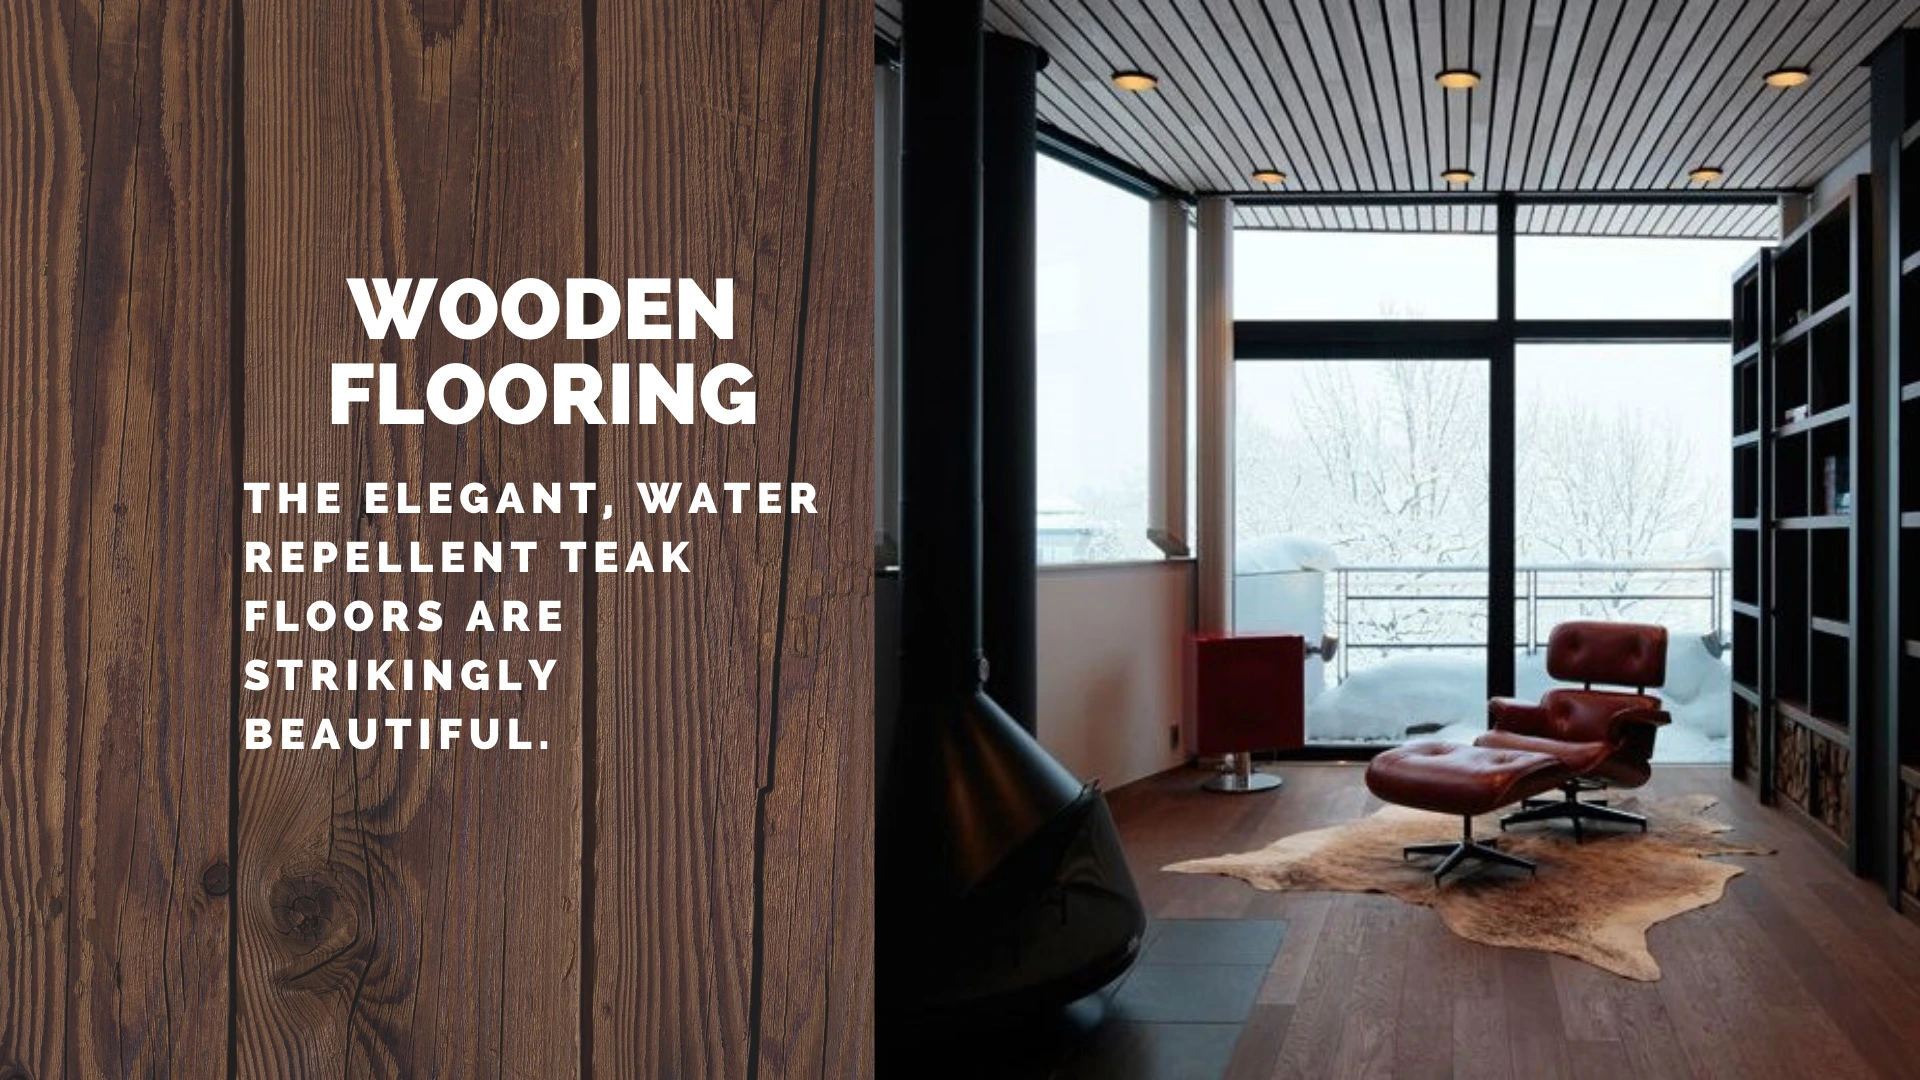 WOODEN
FLOORING
THE ELEGANT, WATER
REPELLENT TEAK
FLOORS ARE
STRIKINGLY
BEAUTIFUL.